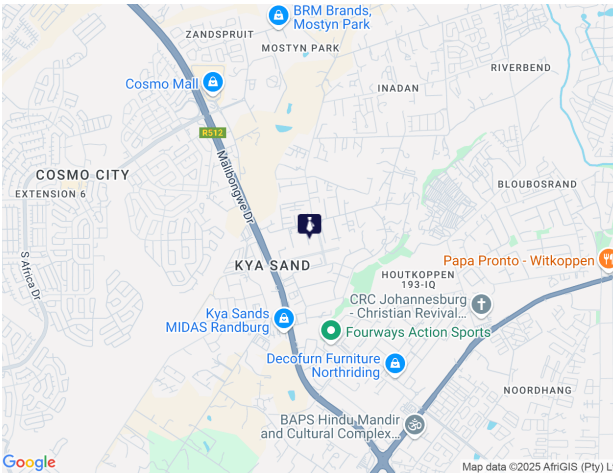 BRM Brands,
Mostyn Park
ZANDSPRUIT
MOSTYN PARK
RIVERBEND
Cosmo Mall
INADAN
R512
COSMO CITY
EXTENSION 6
Malibongwe Dr
BLOUBOSRAND
S Africa Dr
KYA SAND
Papa Pronto - Witkoppen
HOUTKOPPEN
193-IQ
CRC Johannesburg
- Christian Revival...
Kya Sands
MIDAS Randburg
Fourways Action Sports
Decofurn Furniture
Northriding
NOORDHANG
BAPS Hindu Mandir
and Cultural Complex...
Google
Map data ©2025 AfriGIS (Pty) L